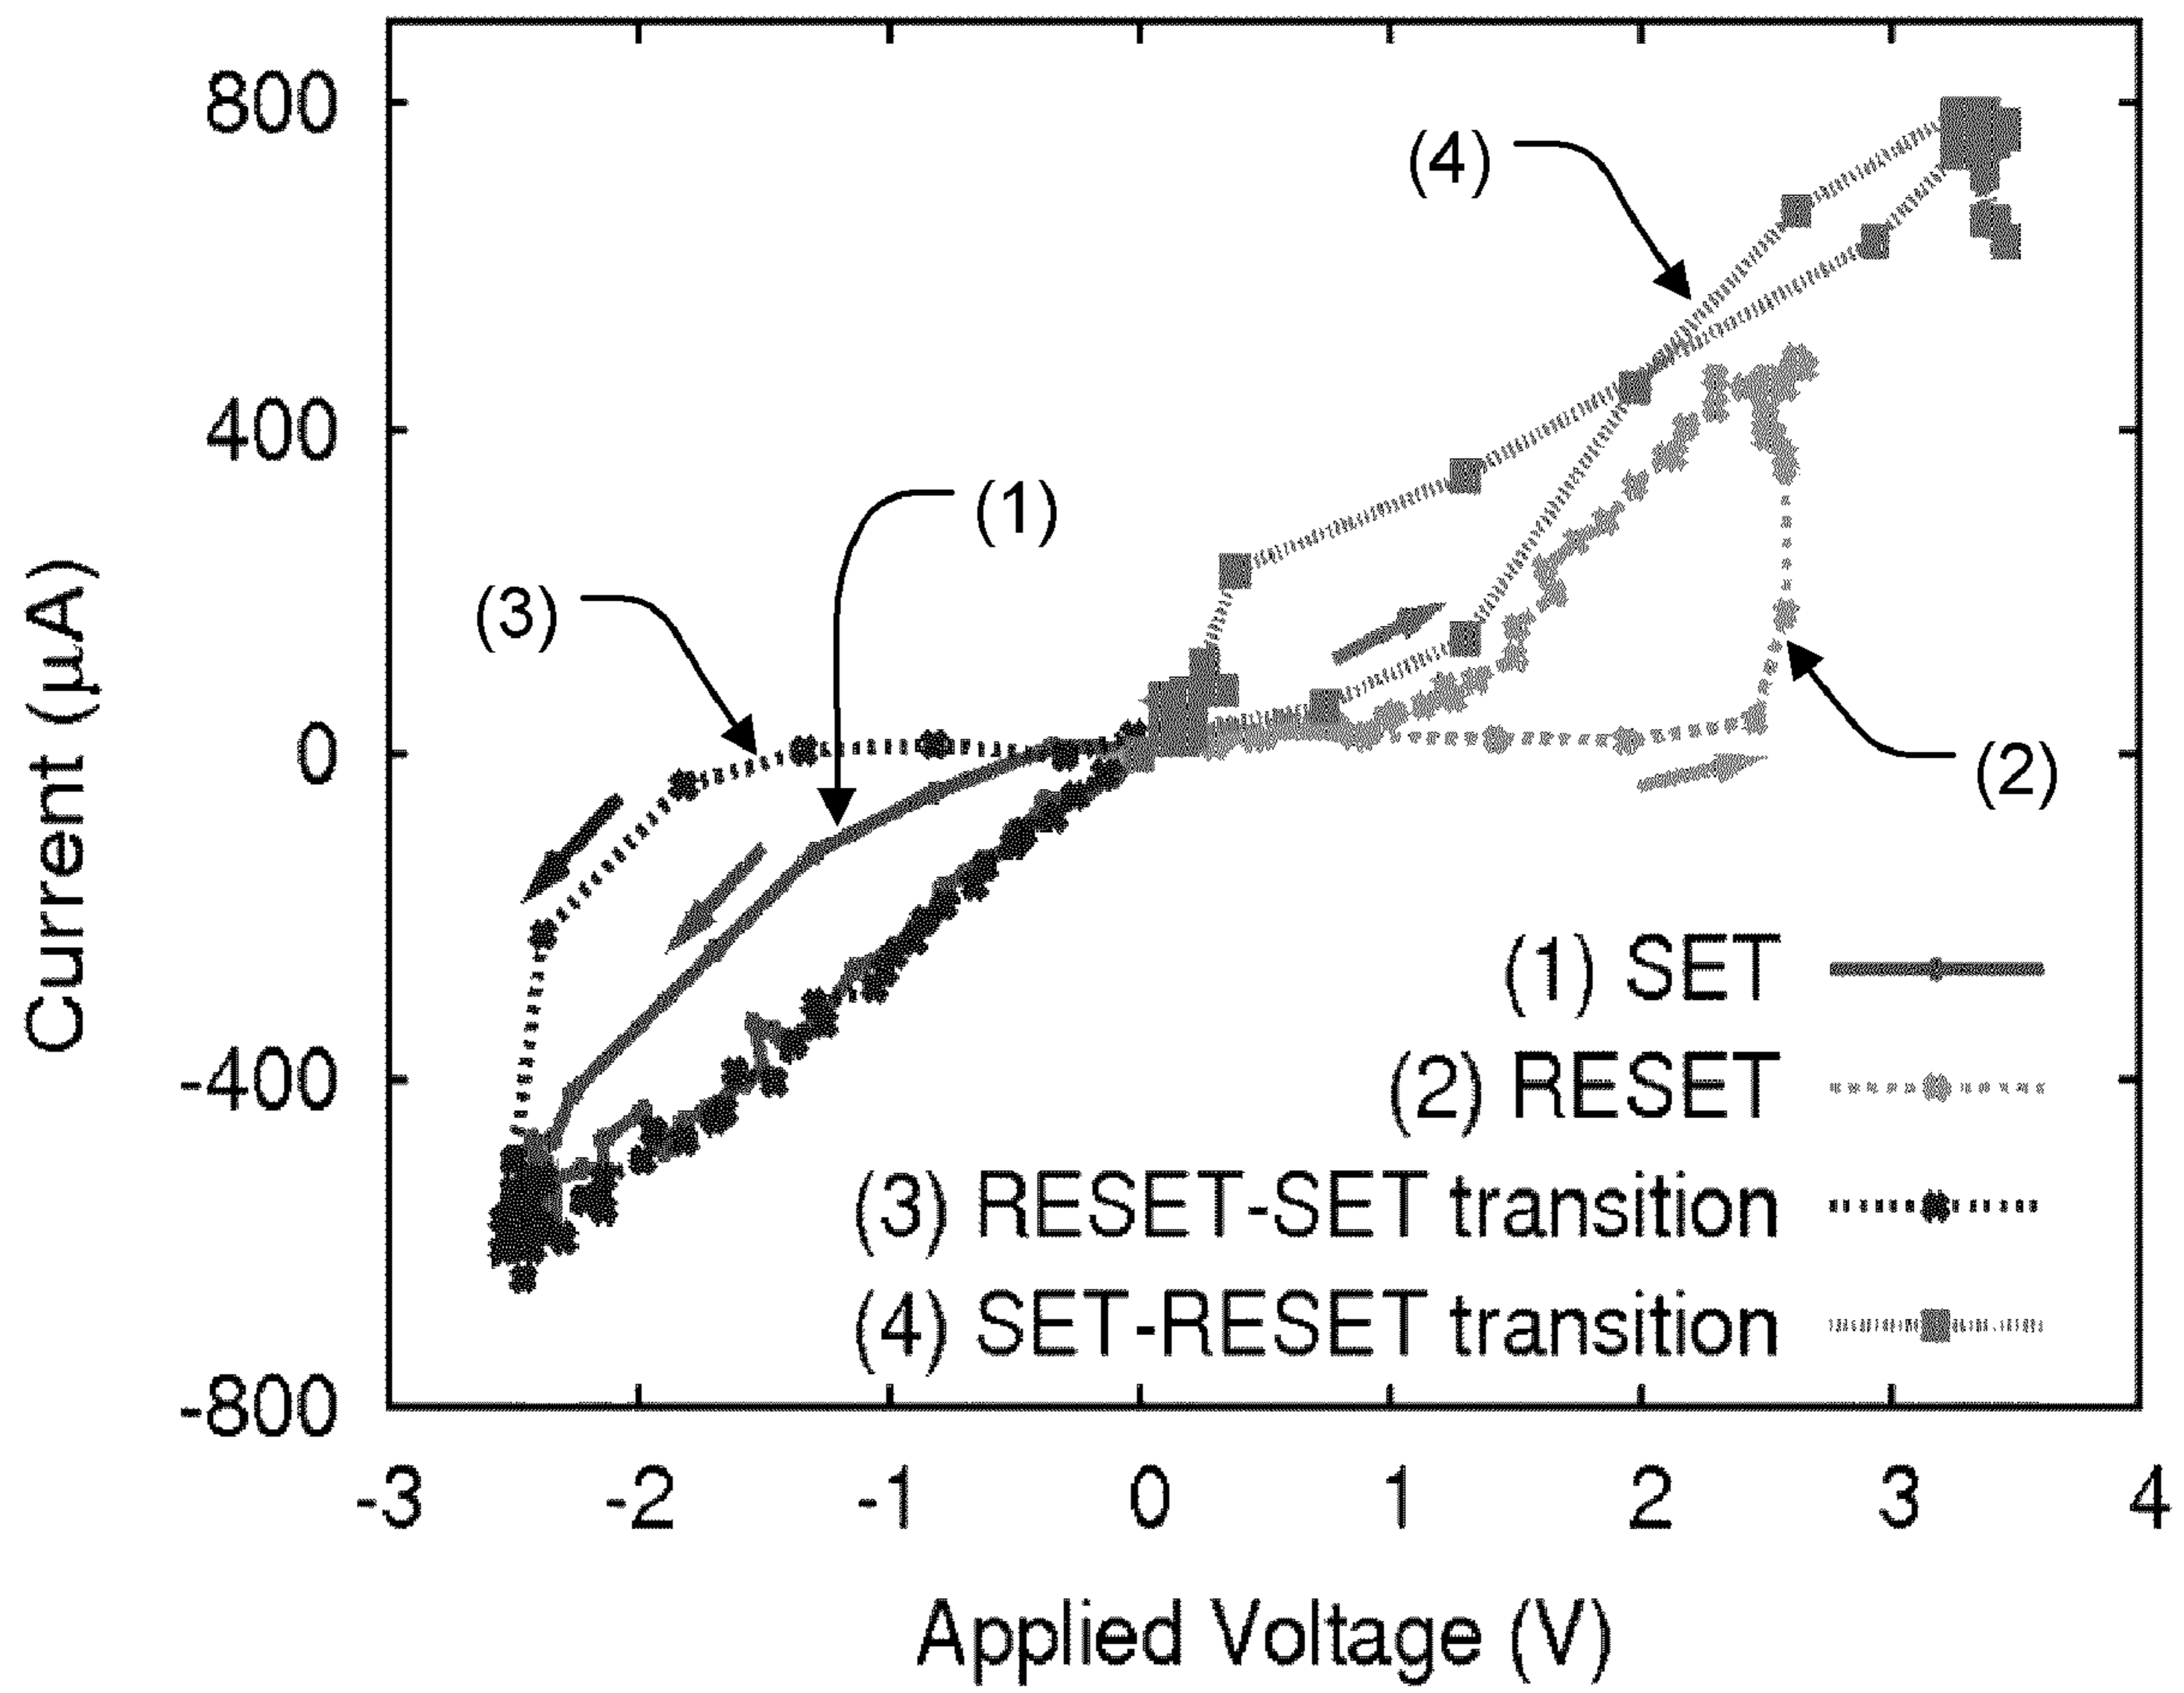 800
400
0
-400
-800
Current (μA)
(4)
(1)
(3)
(2)
(1) SET
(2) RESET
(3) RESET-SET transition
(4) SET-RESET transition
-3 -2 -1 0 1 2 3 4
Applied Voltage (V)